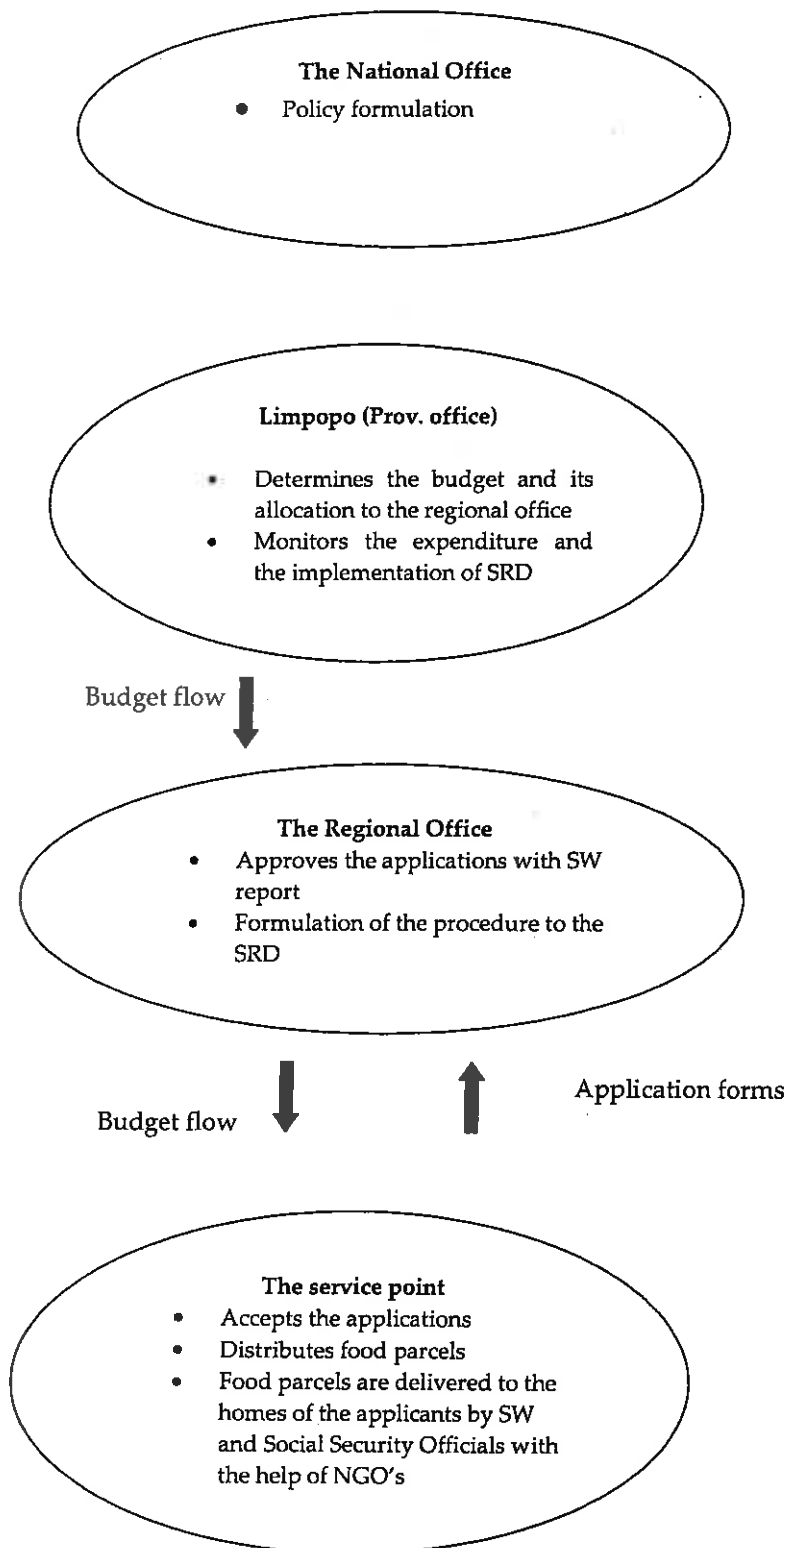 The National Office
• Policy formulation
Limpopo (Prov. office)
• Determines the budget and its
allocation to the regional office
• Monitors the expenditure and
the implementation of SRD
Budget flow
The Regional Office
• Approves the applications with SW
report
• Formulation of the procedure to the
SRD
Budget flow
Application forms
The service point
• Accepts the applications
• Distributes food parcels
• Food parcels are delivered to the
homes of the applicants by SW
and Social Security Officials with
the help of NGO's